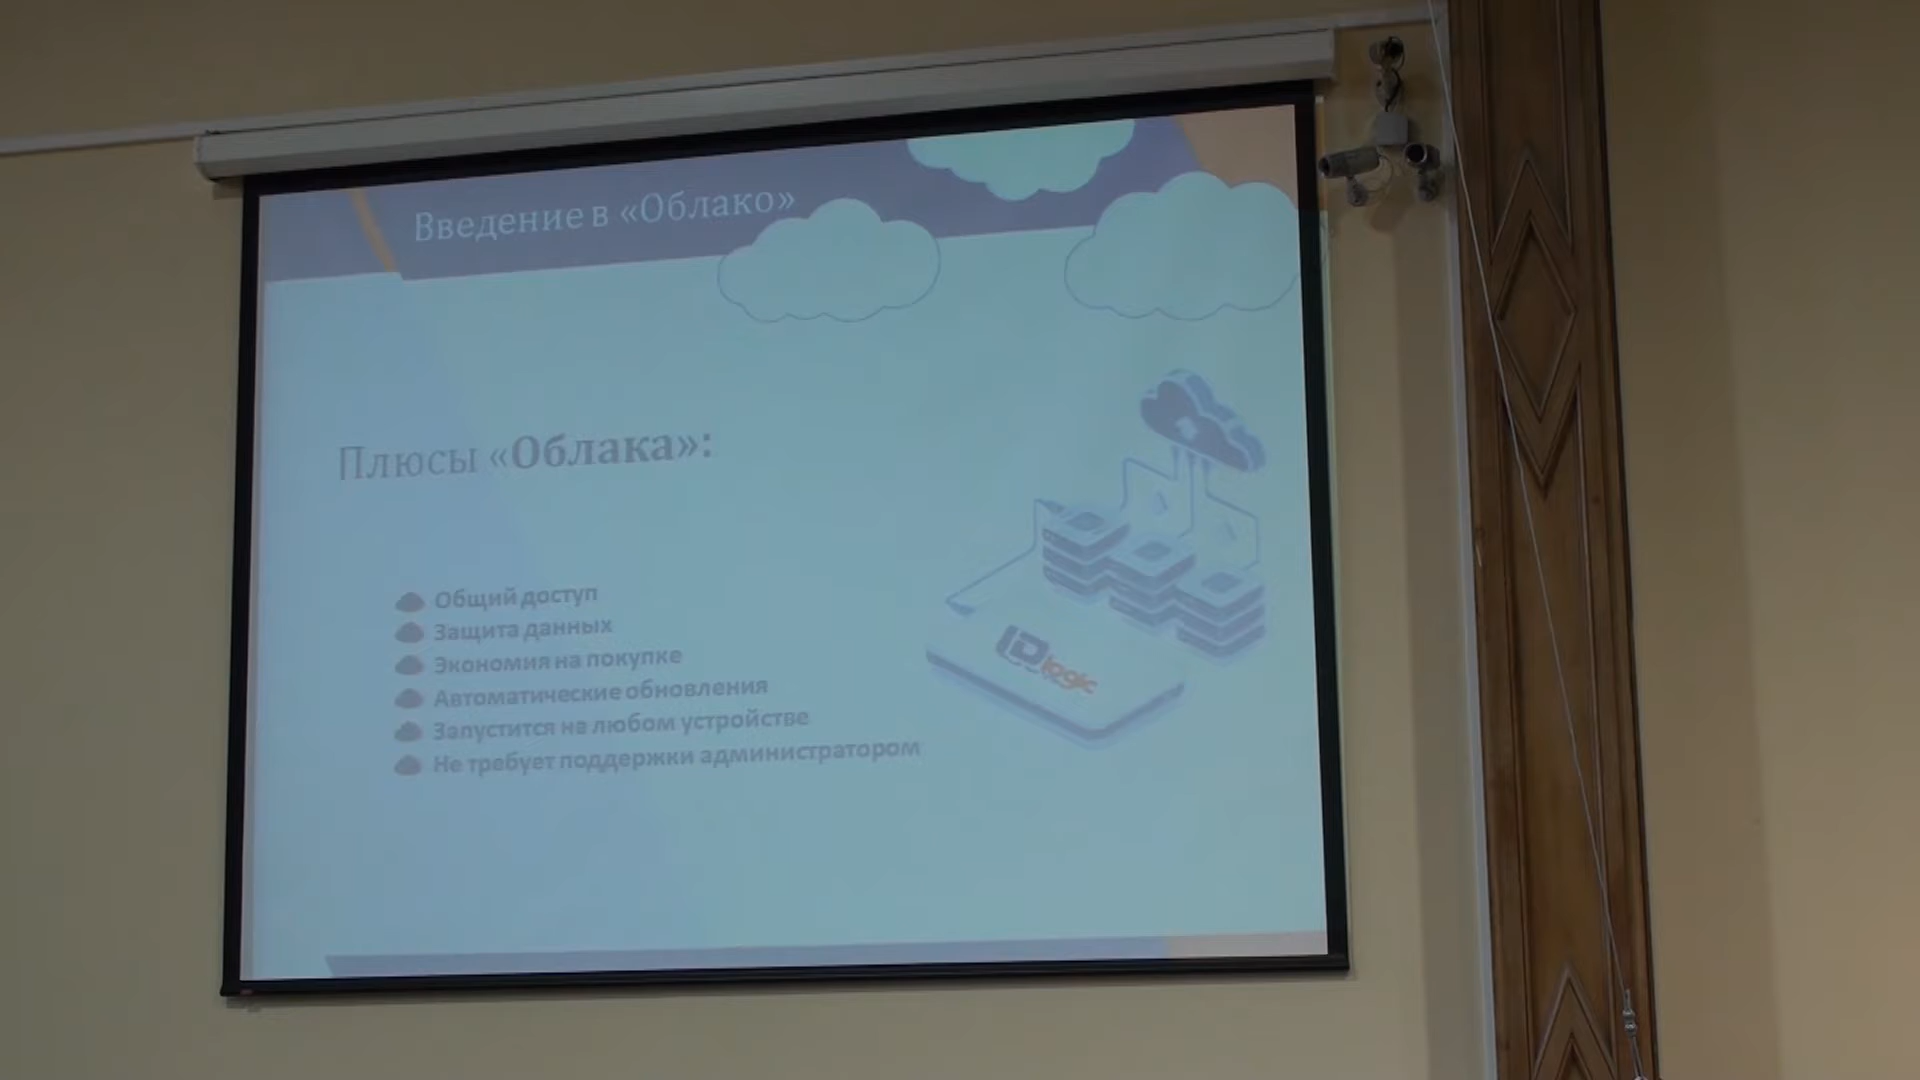 Введение в «Облако»
Плюсы «Облака»:
Общий доступ
Защита данных
Экономия на покупке
Автоматические обновления
Запустится на любом устройстве
Не требует поддержки администратором
IDlogic